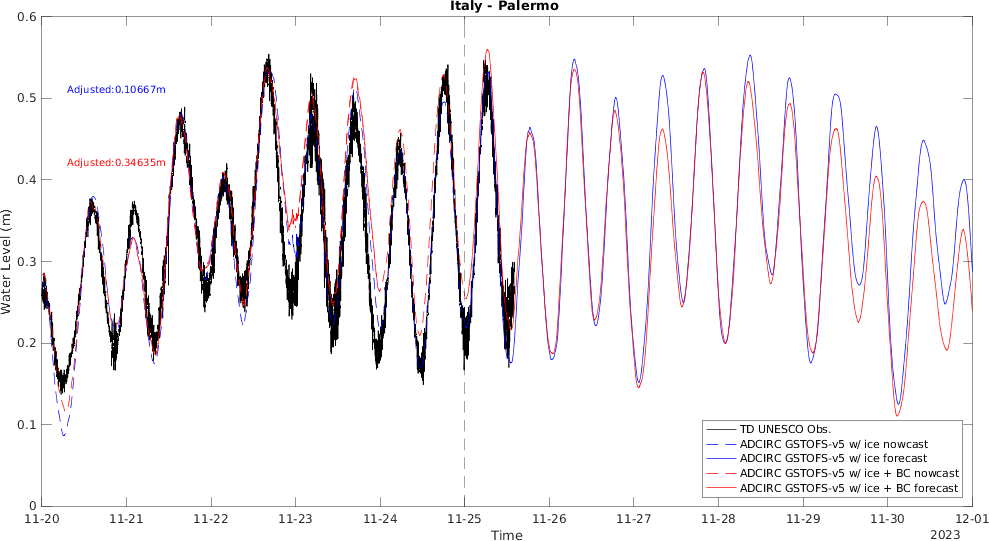 Italy - Palermo
0.6
0.5
0.4
0.3
0.2
0.1
0
Water Level (m)
Adjusted:0.10667m
Adjusted:0.34635m
TD UNESCO Obs.
ADCIRC GSTOFS-v5 w/ ice nowcast
ADCIRC GSTOFS-v5 w/ ice forecast
ADCIRC GSTOFS-v5 w/ ice + BC nowcast
ADCIRC GSTOFS-v5 w/ ice + BC forecast
11-20 11-21 11-22 11-23 11-24 11-25 11-26 11-27 11-28 11-29 11-30 12-01
Time
2023